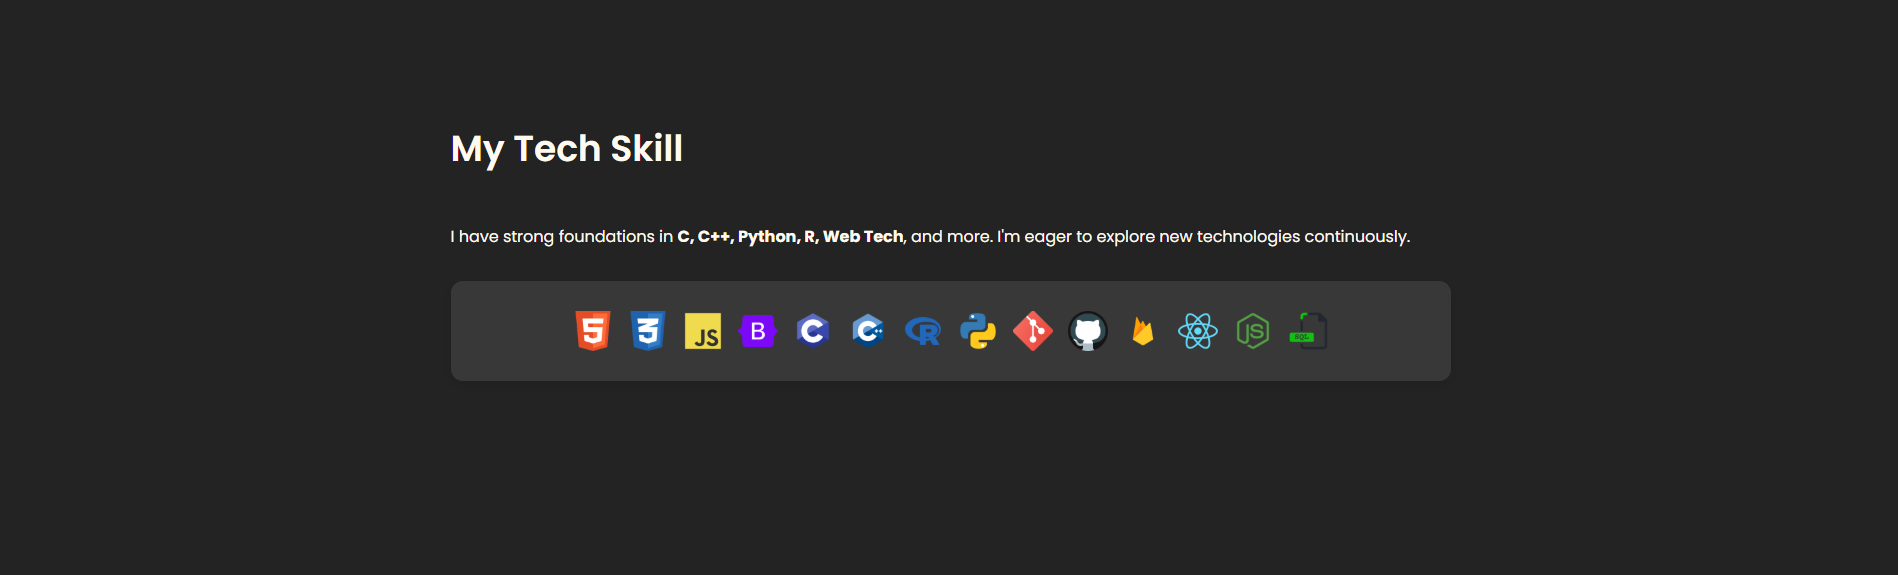 My Tech Skill
I have strong foundations in C, C++, Python, R, Web Tech, and more. I'm eager to explore new technologies continuously.
5 3 JS B C C++ R JS SQL